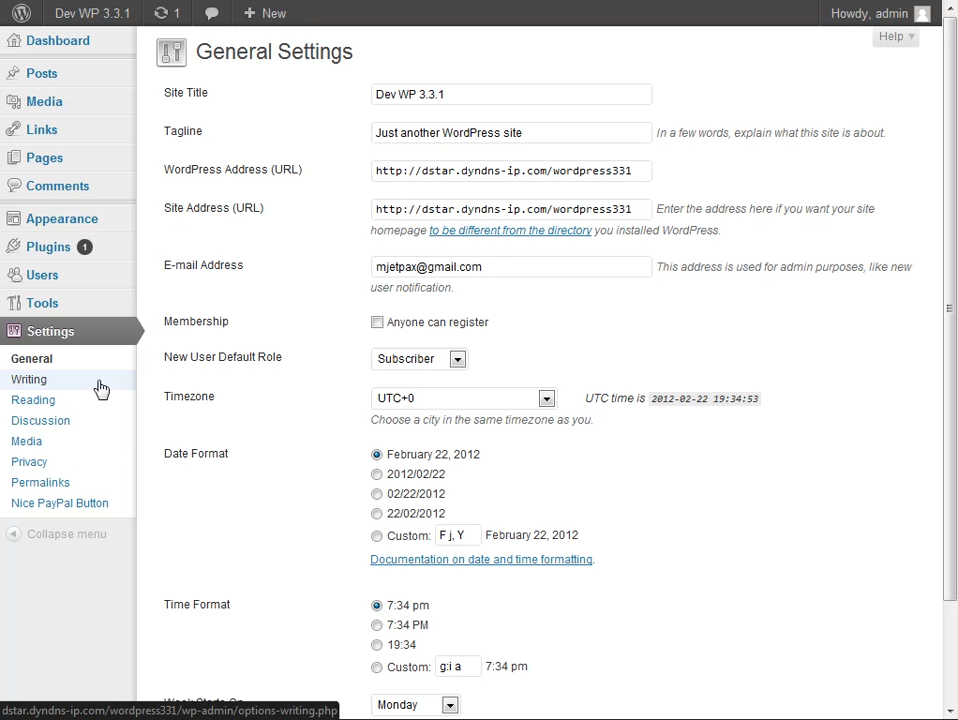 Dev WP 3.3.1 1 New Howdy, admin
Help
Dashboard
Posts
Media
Links
Pages
Comments
Appearance
Plugins 1
Users
Tools
Settings
General
Writing
Reading
Discussion
Media
Privacy
Permalinks
Nice PayPal Button
Collapse menu
General Settings
Site Title Dev WP 3.3.1
Tagline Just another WordPress site In a few words, explain what this site is about.
WordPress Address (URL) http://dstar.dyndns-ip.com/wordpress331
Site Address (URL) http://dstar.dyndns-ip.com/wordpress331 Enter the address here if you want your site
homepage to be different from the directory you installed WordPress.
E-mail Address mjetpax@gmail.com This address is used for admin purposes, like new
user notification.
Membership Anyone can register
New User Default Role Subscriber
Timezone UTC+0 UTC time is 2012-02-22 19:34:53
Choose a city in the same timezone as you.
Date Format February 22, 2012
2012/02/22
02/22/2012
22/02/2012
Custom: F j, Y February 22, 2012
Documentation on date and time formatting.
Time Format 7:34 pm
7:34 PM
19:34
Custom: g:i a 7:34 pm
Week Starts On Monday
dstar.dyndns-ip.com/wordpress331/wp-admin/options-writing.php